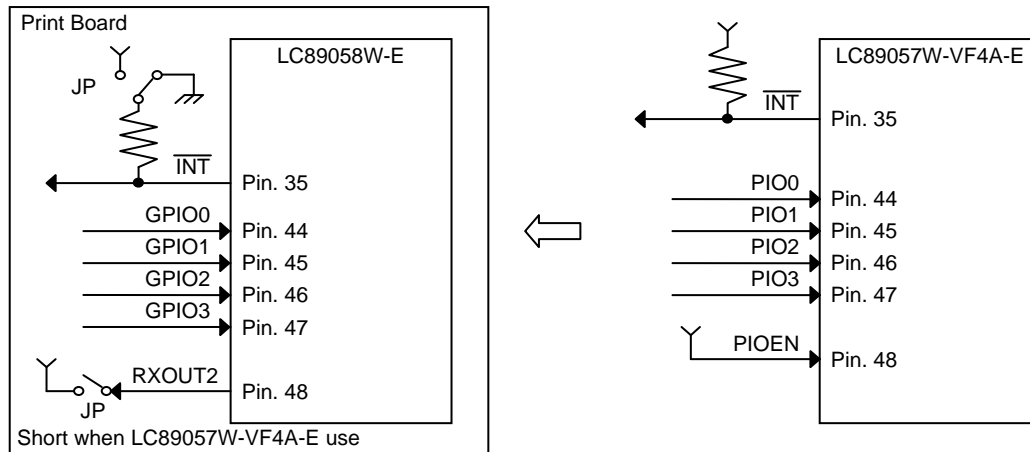 Print Board
LC89058W-E
JP
INT
Pin. 35
GPIO0
Pin. 44
GPIO1
Pin. 45
GPIO2
Pin. 46
GPIO3
Pin. 47
RXOUT2
Pin. 48
JP
Short when LC89057W-VF4A-E use
LC89057W-VF4A-E
INT
Pin. 35
PIO0
Pin. 44
PIO1
Pin. 45
PIO2
Pin. 46
PIO3
Pin. 47
PIOEN
Pin. 48